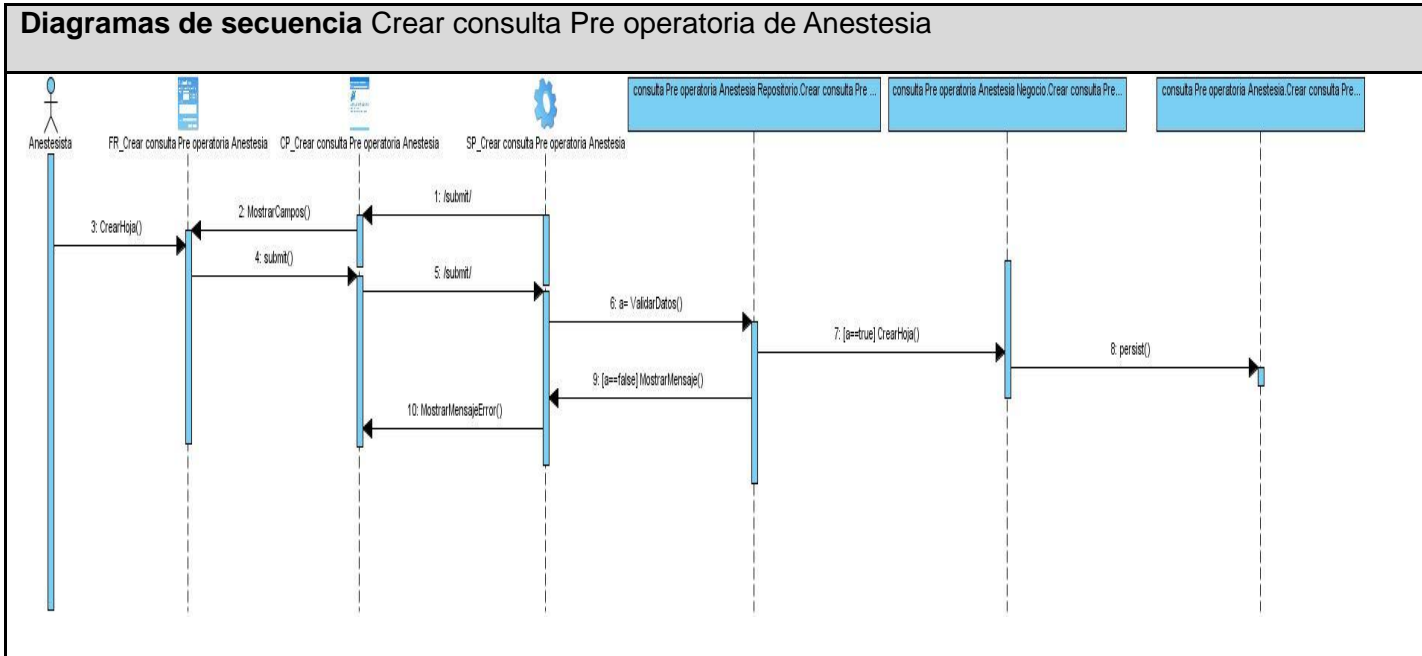 Diagramas de secuencia Crear consulta Pre operatoria de Anestesia
consulta Pre operatoria Anestesia Repositorio.Crear consulta Pre ...
consulta Pre operatoria Anestesia Negocio.Crear consulta Pre...
consulta Pre operatoria Anestesia.Crear consulta Pre...
Anestesista
FR_Crear consulta Pre operatoria Anestesia
CP_Crear consulta Pre operatoria Anestesia
SP_Crear consulta Pre operatoria Anestesia
1: /submit/
2: MostrarCampos()
3: CrearHoja()
4: submit()
5: /submit/
6: a= ValidarDatos()
7: [a==true] CrearHoja()
8: persist()
9: [a==false] MostrarMensaje()
10: MostrarMensajeError()